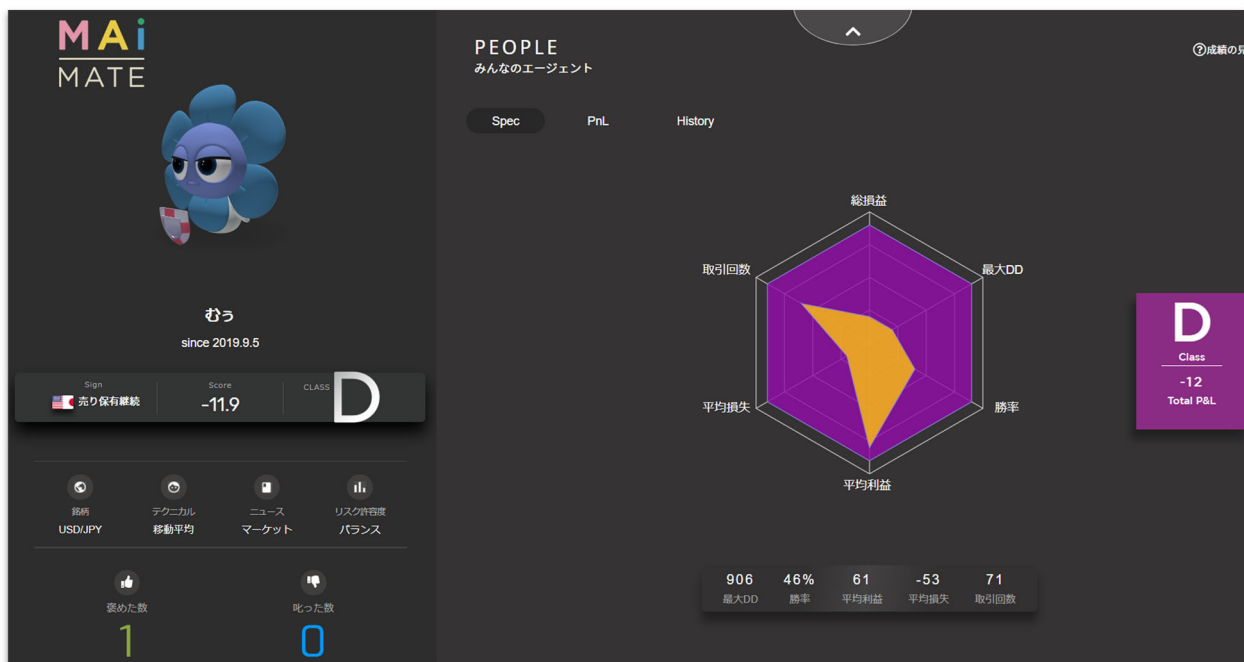 MAi
MATE
むぅ
since 2019.9.5
Sign
売り保有継続
Score
-11.9
CLASS
D
銘柄
USD/JPY
テクニカル
移動平均
ニュース
マーケット
リスク許容度
バランス
褒めた数
1
叱った数
0
PEOPLE
みんなのエージェント
?成績の見
Spec
PnL
History
総損益
最大DD
勝率
平均利益
平均損失
取引回数
906
最大DD
46%
勝率
61
平均利益
-53
平均損失
71
取引回数
D
Class
-12
Total P&L